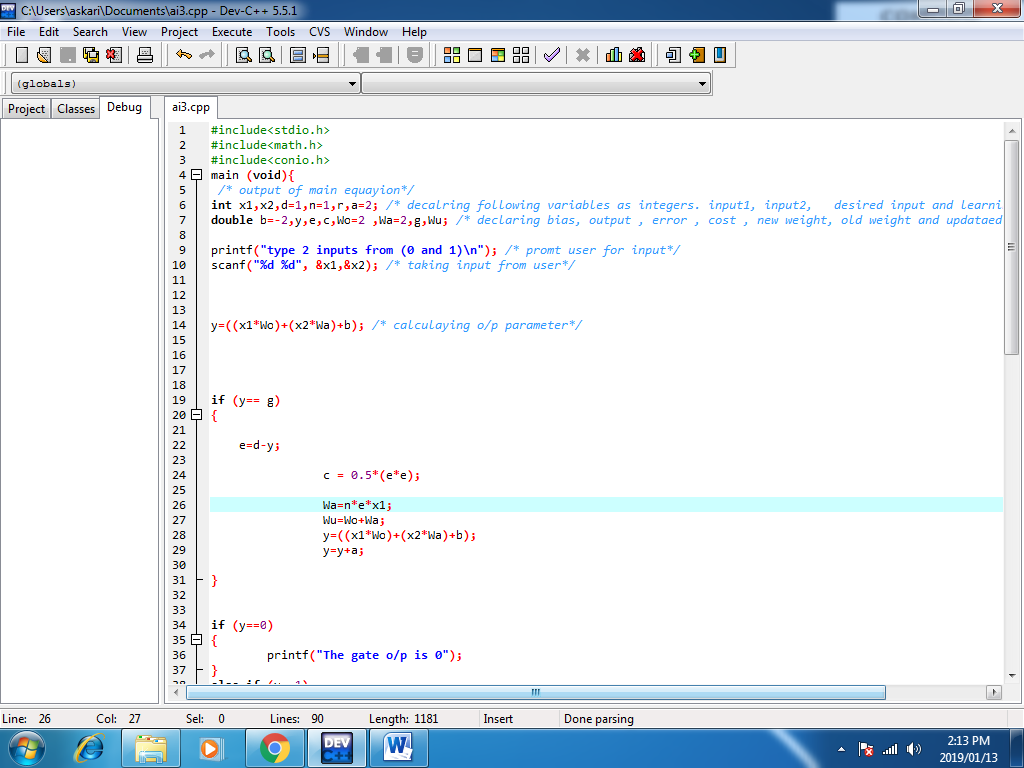 C:\Users\askari\Documents\ai3.cpp - Dev-C++ 5.5.1
File Edit Search View Project Execute Tools CVS Window Help
(globals)
Project Classes Debug
ai3.cpp
1 #include<stdio.h>
2 #include<math.h>
3 #include<conio.h>
4 main (void){
5 /* output of main equayion*/
6 int x1,x2,d=1,n=1,r,a=2; /* decalring following variables as integers. input1, input2, desired input and learni
7 double b=-2,y,e,c,Wo=2 ,Wa=2,g,Wu; /* declaring bias, output , error , cost , new weight, old weight and updataed
8
9 printf("type 2 inputs from (0 and 1)\n"); /* promt user for input*/
10 scanf("%d %d", &x1,&x2); /* taking input from user*/
11
12
13
14 y=((x1*Wo)+(x2*Wa)+b); /* calculaying o/p parameter*/
15
16
17
18
19 if (y== g)
20 {
21
22 e=d-y;
23
24 c = 0.5*(e*e);
25
26 Wa=n*e*x1;
27 Wu=Wo+Wa;
28 y=((x1*Wo)+(x2*Wa)+b);
29 y=y+a;
30
31 }
32
33
34 if (y==0)
35 {
36 printf("The gate o/p is 0");
37 }
Line: 26 Col: 27 Sel: 0 Lines: 90 Length: 1181 Insert Done parsing
DEV C++
W
2:13 PM
2019/01/13